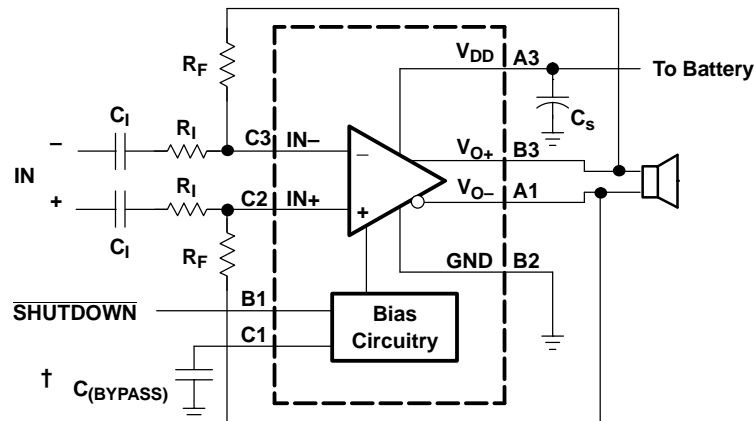 V_DD A3
To Battery
R_F
C_I
R_I
C_s
−
C3 IN−
−
V_O+ B3
IN
R_I
V_O− A1
+
C2 IN+
+
C_I
R_F
GND B2
SHUTDOWN
B1
Bias
Circuitry
C1
† C_(BYPASS)